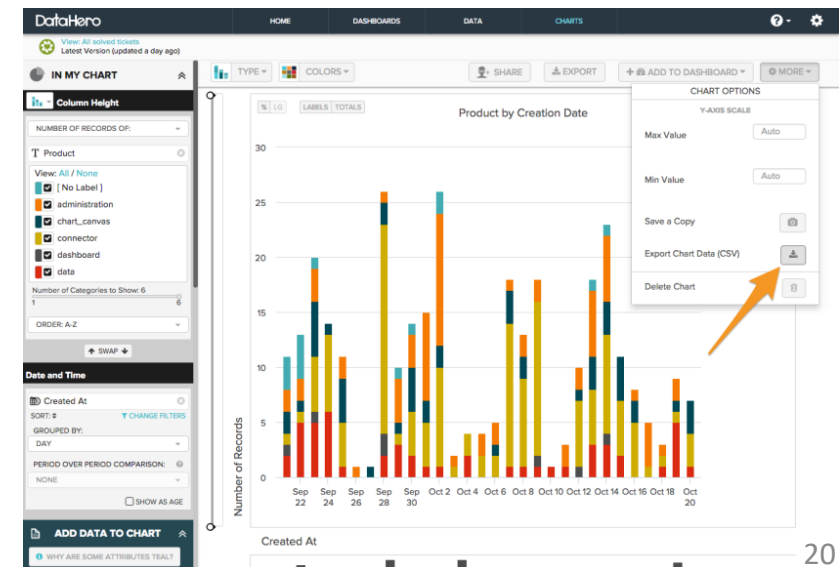 DataHero
HOME DASHBOARDS DATA CHARTS
View: All solved tickets
Latest Version (updated a day ago)
IN MY CHART
TYPE COLORS SHARE EXPORT + ADD TO DASHBOARD MORE
Column Height
NUMBER OF RECORDS OF:
T Product
View: All / None
[ No Label ]
administration
chart_canvas
connector
dashboard
data
Number of Categories to Show: 6
1 6
ORDER: A-Z
SWAP
Date and Time
Created At
SORT: CHANGE FILTERS
GROUPED BY:
DAY
PERIOD OVER PERIOD COMPARISON:
NONE
SHOW AS AGE
ADD DATA TO CHART
WHY ARE SOME ATTRIBUTES TEAL?
% LG LABELS TOTALS
Product by Creation Date
30
25
20
15
10
5
0
Number of Records
Sep 22 Sep 24 Sep 26 Sep 28 Sep 30 Oct 2 Oct 4 Oct 6 Oct 8 Oct 10 Oct 12 Oct 14 Oct 16 Oct 18 Oct 20
Created At
CHART OPTIONS
Y-AXIS SCALE
Max Value Auto
Min Value Auto
Save a Copy
Export Chart Data (CSV)
Delete Chart
20